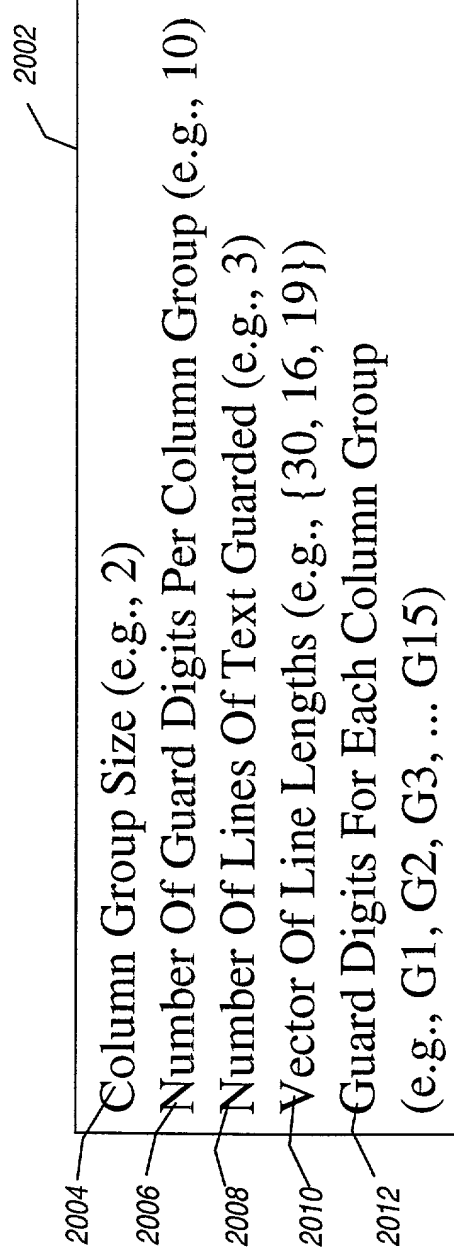 2002
2004
Column Group Size (e.g., 2)
2006
Number Of Guard Digits Per Column Group (e.g., 10)
2008
Number Of Lines Of Text Guarded (e.g., 3)
2010
Vector Of Line Lengths (e.g., {30, 16, 19})
2012
Guard Digits For Each Column Group
(e.g., G1, G2, G3, ... G15)